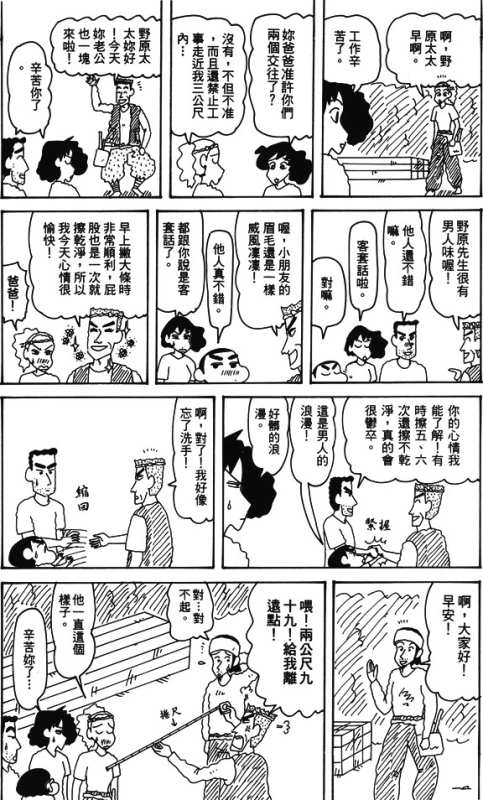 啊，野
原太太
早啊。
工作辛
苦了。
妳爸爸准許你們
兩個交往了？
沒有，不但不准
，而且還禁止工
事走近我三公尺
內…
野原太
太妳好
！今天
妳老公
也一塊
來啦！
辛苦你了
。
野原先生很有
男人味喔！
他人還不錯
嘛。
客套話啦。
對嘛。
喔，小朋友的
眉毛還是一樣
威風凜凜！
他人真不錯。
都跟你說是客
套話了。
早上撇大條時
非常順利，屁
股也是一次就
擦乾淨，所以
我今天心情很
愉快！
爸爸！
你的心情我
能了解！有
時擦五、六
次還擦不乾
淨，真的會
很鬱卒。
緊握
這是男人的
浪漫！
好髒的浪
漫。
啊，對了！我好像
忘了洗手！
縮回
啊，大家好！
早安！
喂！兩公尺九
十九！給我離
遠點！
對…對
不起。
捲尺
他一直這個
樣子。
辛苦妳了…